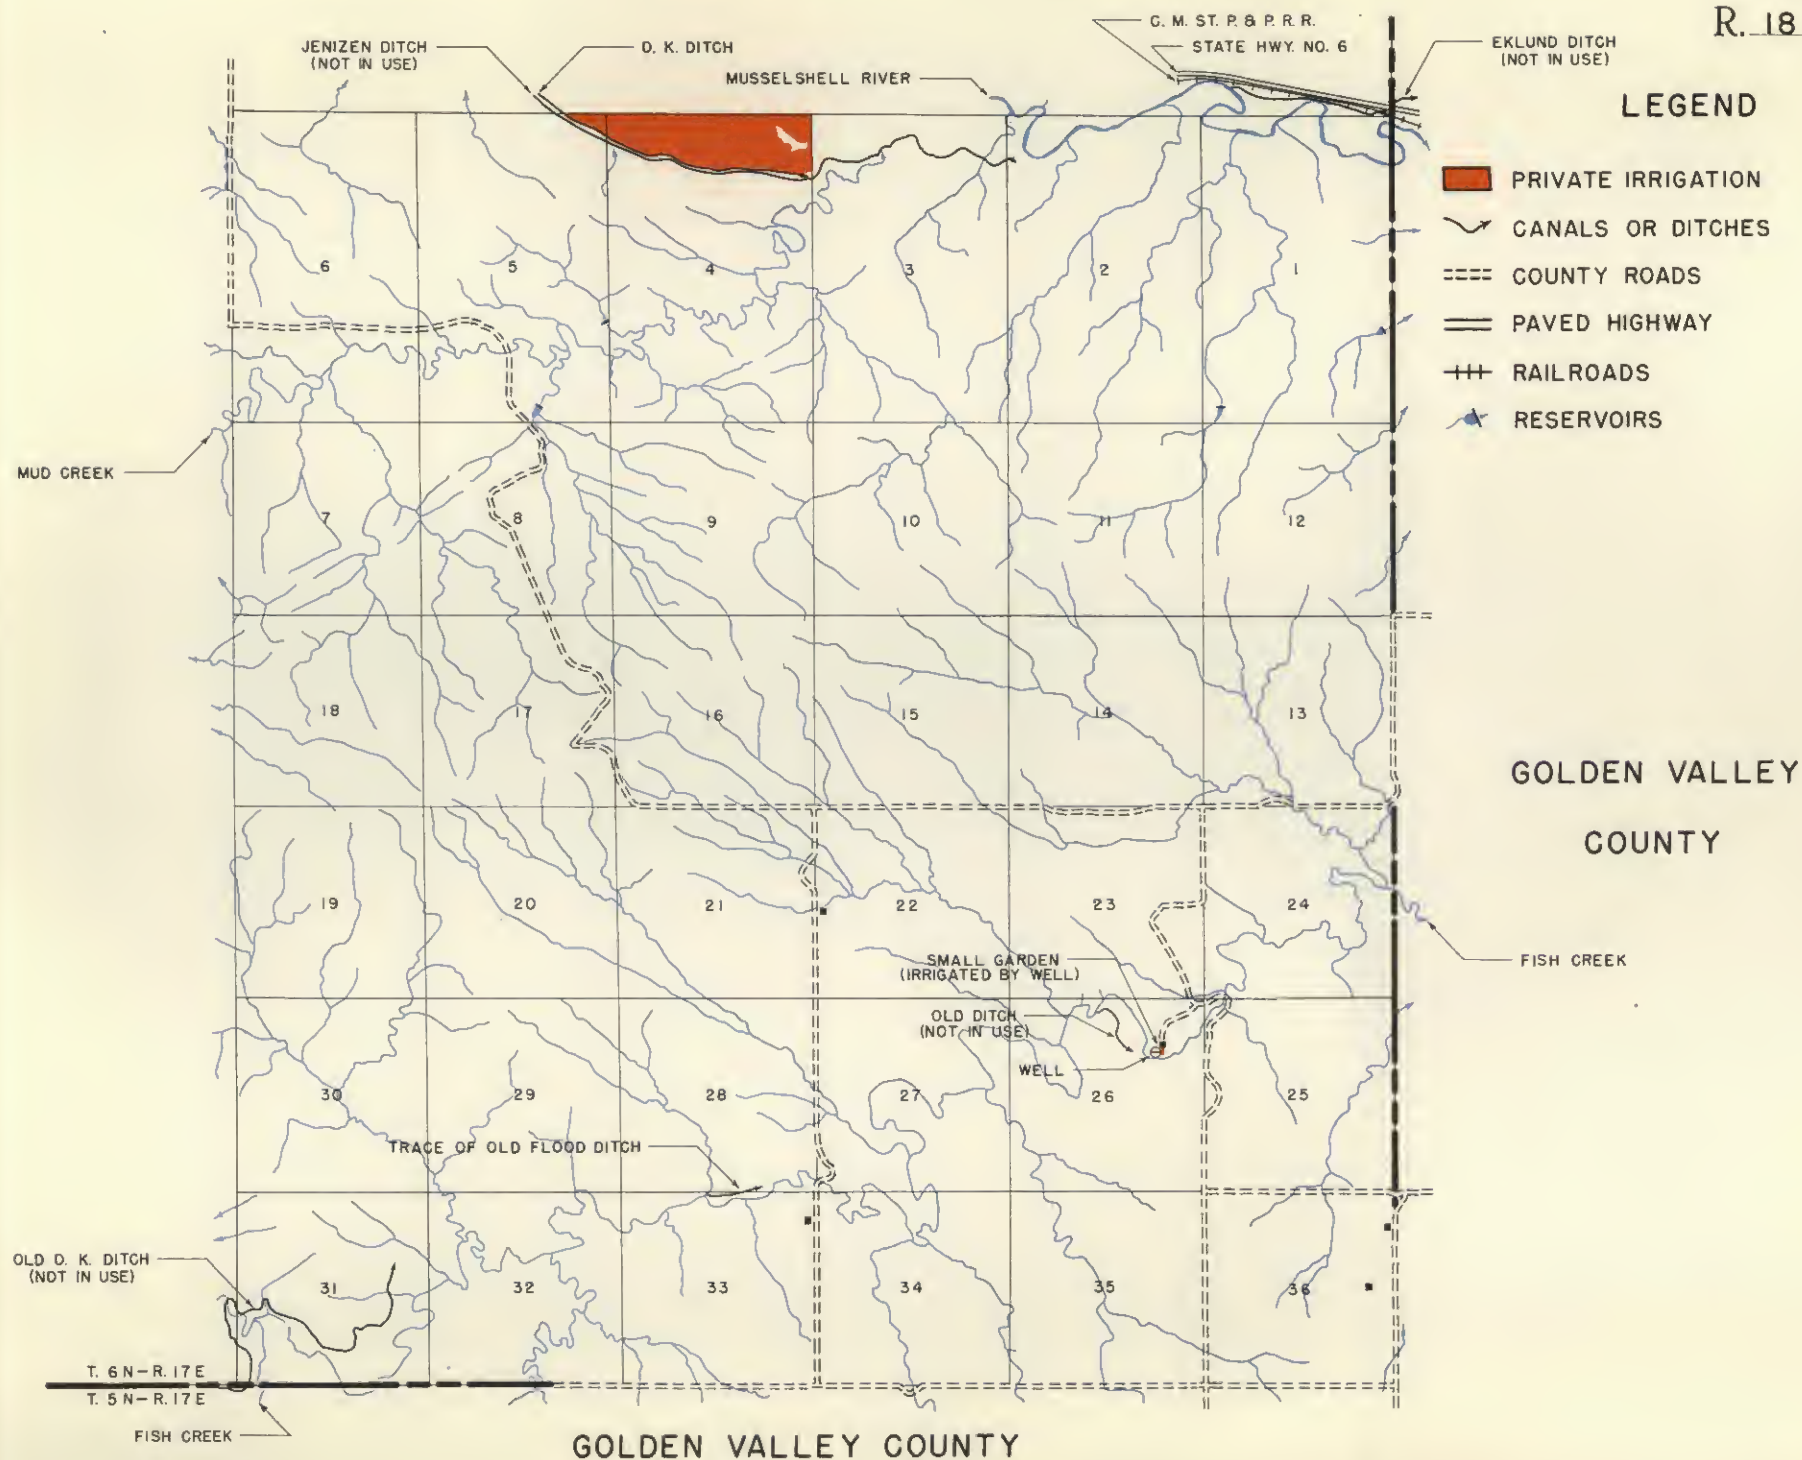 R. 18
JENIZEN DITCH
(NOT IN USE)
D. K. DITCH
MUSSELSHELL RIVER
C. M. ST. P. & P. R. R.
STATE HWY. NO. 6
EKLUND DITCH
(NOT IN USE)
LEGEND
PRIVATE IRRIGATION
CANALS OR DITCHES
COUNTY ROADS
PAVED HIGHWAY
RAILROADS
RESERVOIRS
6 5 4 3 2 1
MUD CREEK
7 8 9 10 11 12
18 17 16 15 14 13
GOLDEN VALLEY
COUNTY
19 20 21 22 23 24
SMALL GARDEN
(IRRIGATED BY WELL)
FISH CREEK
OLD DITCH
(NOT IN USE)
WELL
30 29 28 27 26 25
TRACE OF OLD FLOOD DITCH
OLD D. K. DITCH
(NOT IN USE)
31 32 33 34 35 36
T. 6 N – R. 17 E
T. 5 N – R. 17 E
FISH CREEK
GOLDEN VALLEY COUNTY